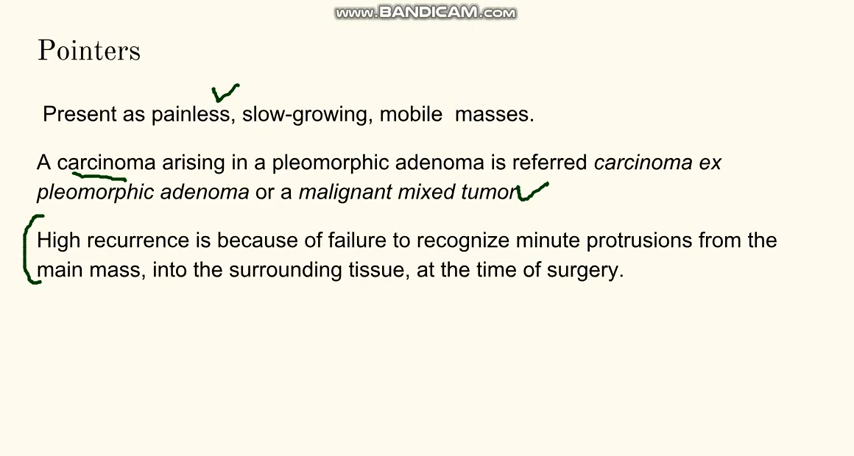 www.BANDICAM.com
Pointers
Present as painless, slow-growing, mobile masses.
A carcinoma arising in a pleomorphic adenoma is referred carcinoma ex
pleomorphic adenoma or a malignant mixed tumor
High recurrence is because of failure to recognize minute protrusions from the
main mass, into the surrounding tissue, at the time of surgery.